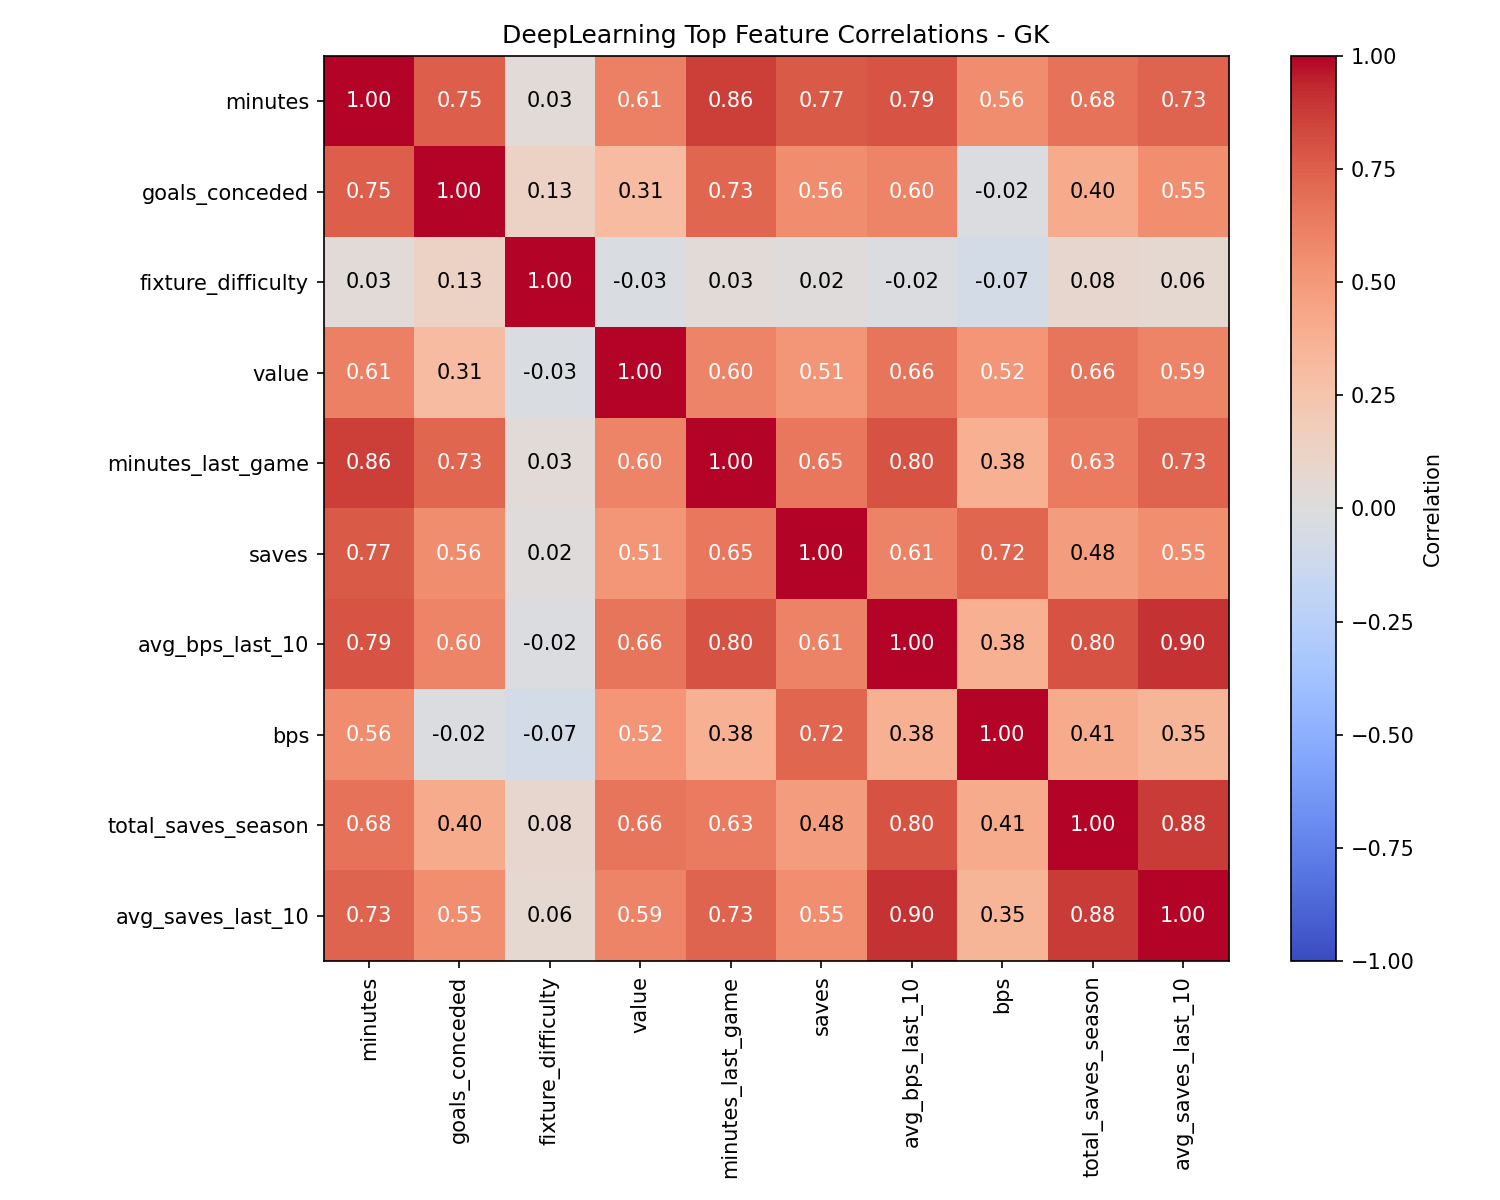 DeepLearning Top Feature Correlations - GK
minutes 1.00 0.75 0.03 0.61 0.86 0.77 0.79 0.56 0.68 0.73
goals_conceded 0.75 1.00 0.13 0.31 0.73 0.56 0.60 -0.02 0.40 0.55
fixture_difficulty 0.03 0.13 1.00 -0.03 0.03 0.02 -0.02 -0.07 0.08 0.06
value 0.61 0.31 -0.03 1.00 0.60 0.51 0.66 0.52 0.66 0.59
minutes_last_game 0.86 0.73 0.03 0.60 1.00 0.65 0.80 0.38 0.63 0.73
saves 0.77 0.56 0.02 0.51 0.65 1.00 0.61 0.72 0.48 0.55
avg_bps_last_10 0.79 0.60 -0.02 0.66 0.80 0.61 1.00 0.38 0.80 0.90
bps 0.56 -0.02 -0.07 0.52 0.38 0.72 0.38 1.00 0.41 0.35
total_saves_season 0.68 0.40 0.08 0.66 0.63 0.48 0.80 0.41 1.00 0.88
avg_saves_last_10 0.73 0.55 0.06 0.59 0.73 0.55 0.90 0.35 0.88 1.00
minutes
goals_conceded
fixture_difficulty
value
minutes_last_game
saves
avg_bps_last_10
bps
total_saves_season
avg_saves_last_10
1.00
0.75
0.50
0.25
0.00
−0.25
−0.50
−0.75
−1.00
Correlation